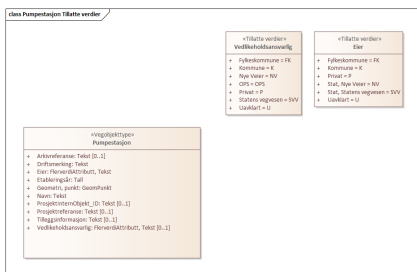 class Pumpestasjon Tillatte verdier
«Tillatte verdier»
Vedlikeholdsansvarlig
+ Fylkeskommune = FK
+ Kommune = K
+ Nye Veier = NV
+ OPS = OPS
+ Privat = P
+ Statens vegvesen = SVV
+ Uavklart = U
«Tillatte verdier»
Eier
+ Fylkeskommune = FK
+ Kommune = K
+ Privat = P
+ Stat, Nye Veier = NV
+ Stat, Statens vegvesen = SVV
+ Uavklart = U
«Vegobjekttype»
Pumpestasjon
+ Arkivreferanse: Tekst [0..1]
+ Driftsmerking: Tekst
+ Eier: FlerverdiAttributt, Tekst
+ Etableringsår: Tall
+ Geometri, punkt: GeomPunkt
+ Navn: Tekst
+ ProsjektInternObjekt_ID: Tekst [0..1]
+ Prosjektreferanse: Tekst [0..1]
+ Tilleggsinformasjon: Tekst [0..1]
+ Vedlikeholdsansvarlig: FlerverdiAttributt, Tekst [0..1]